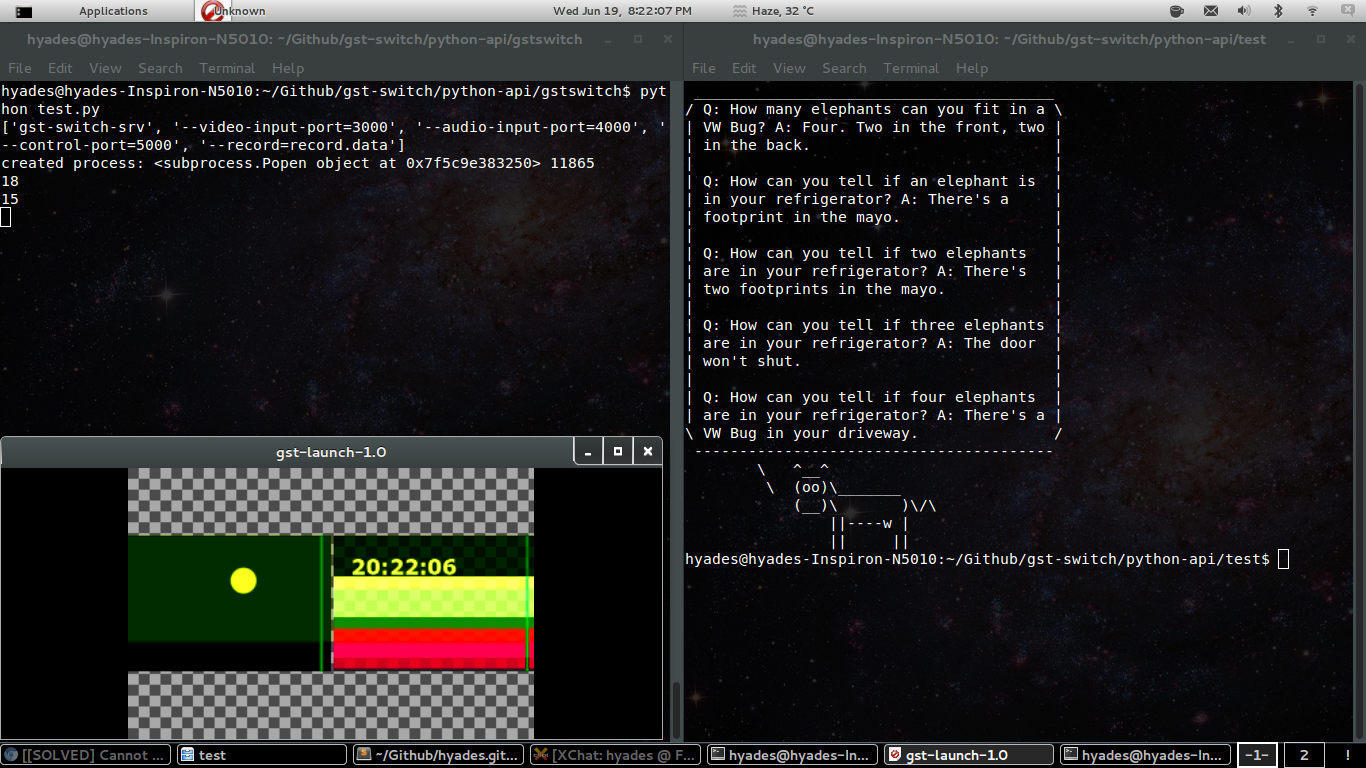 Applications
Unknown
Wed Jun 19, 8:22:07 PM
Haze, 32 °C
hyades@hyades-Inspiron-N5010: ~/Github/gst-switch/python-api/gstswitch
File Edit View Search Terminal Help
hyades@hyades-Inspiron-N5010:~/Github/gst-switch/python-api/gstswitch$ pyt
hon test.py
['gst-switch-srv', '--video-input-port=3000', '--audio-input-port=4000', '
--control-port=5000', '--record=record.data']
created process: <subprocess.Popen object at 0x7f5c9e383250> 11865
18
15
gst-launch-1.0
20:22:06
hyades@hyades-Inspiron-N5010: ~/Github/gst-switch/python-api/test
File Edit View Search Terminal Help
 ________________________________________
/ Q: How many elephants can you fit in a \
| VW Bug? A: Four. Two in the front, two |
| in the back.                           |
|                                        |
| Q: How can you tell if an elephant is  |
| in your refrigerator? A: There's a     |
| footprint in the mayo.                 |
|                                        |
| Q: How can you tell if two elephants   |
| are in your refrigerator? A: There's   |
| two footprints in the mayo.            |
|                                        |
| Q: How can you tell if three elephants |
| are in your refrigerator? A: The door  |
| won't shut.                            |
|                                        |
| Q: How can you tell if four elephants  |
| are in your refrigerator? A: There's a |
\ VW Bug in your driveway.               /
 ----------------------------------------
        \   ^__^
         \  (oo)\_______
            (__)\       )\/\
                ||----w |
                ||     ||
hyades@hyades-Inspiron-N5010:~/Github/gst-switch/python-api/test$
[[SOLVED] Cannot ...
test
~/Github/hyades.git...
[XChat: hyades @ F...
hyades@hyades-In...
gst-launch-1.0
hyades@hyades-In...
-1-
2
!